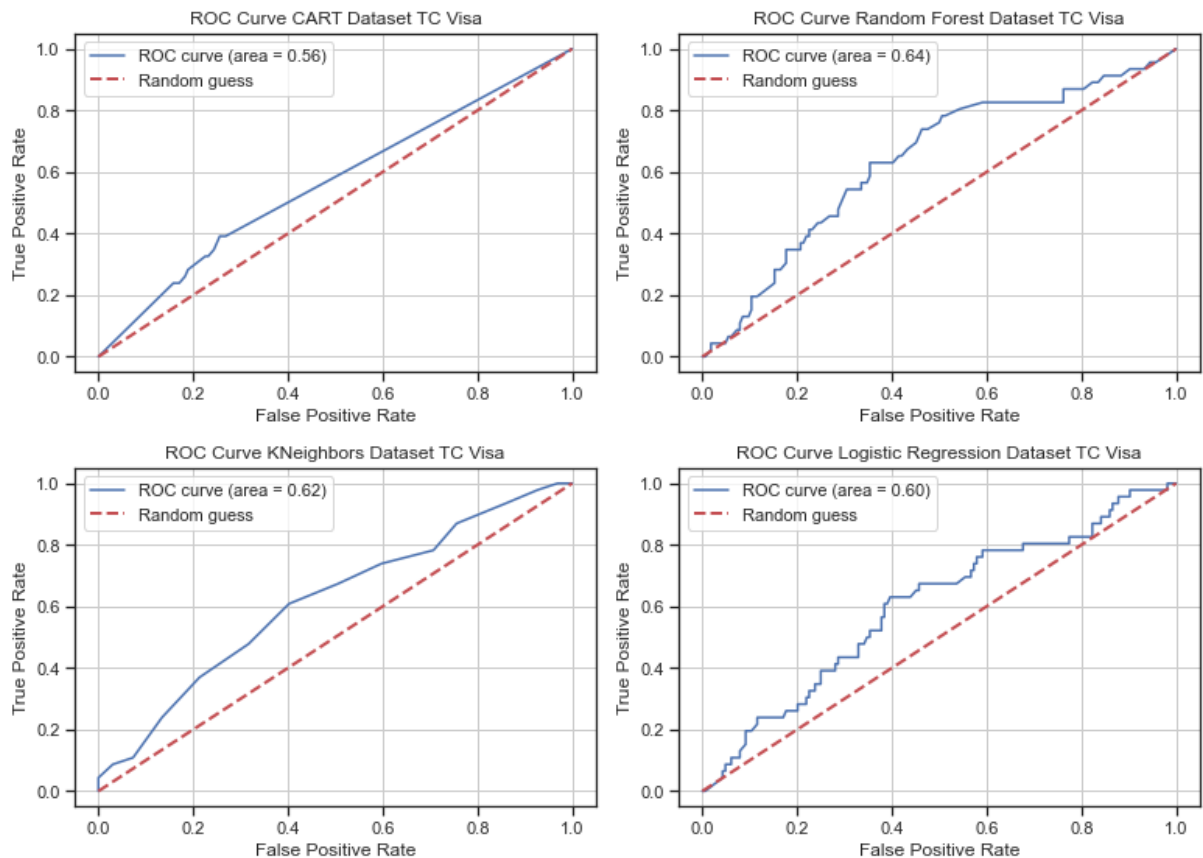 ROC Curve CART Dataset TC Visa
ROC curve (area = 0.56)
Random guess
True Positive Rate
1.0
0.8
0.6
0.4
0.2
0.0
0.0 0.2 0.4 0.6 0.8 1.0
False Positive Rate
ROC Curve Random Forest Dataset TC Visa
ROC curve (area = 0.64)
Random guess
True Positive Rate
1.0
0.8
0.6
0.4
0.2
0.0
0.0 0.2 0.4 0.6 0.8 1.0
False Positive Rate
ROC Curve KNeighbors Dataset TC Visa
ROC curve (area = 0.62)
Random guess
True Positive Rate
1.0
0.8
0.6
0.4
0.2
0.0
0.0 0.2 0.4 0.6 0.8 1.0
False Positive Rate
ROC Curve Logistic Regression Dataset TC Visa
ROC curve (area = 0.60)
Random guess
True Positive Rate
1.0
0.8
0.6
0.4
0.2
0.0
0.0 0.2 0.4 0.6 0.8 1.0
False Positive Rate